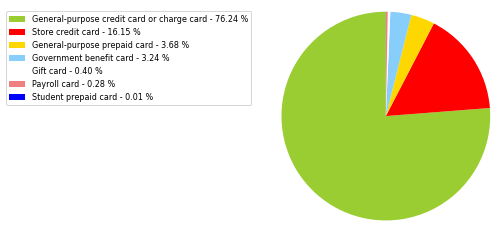 General-purpose credit card or charge card - 76.24 %
Store credit card - 16.15 %
General-purpose prepaid card - 3.68 %
Government benefit card - 3.24 %
Gift card - 0.40 %
Payroll card - 0.28 %
Student prepaid card - 0.01 %